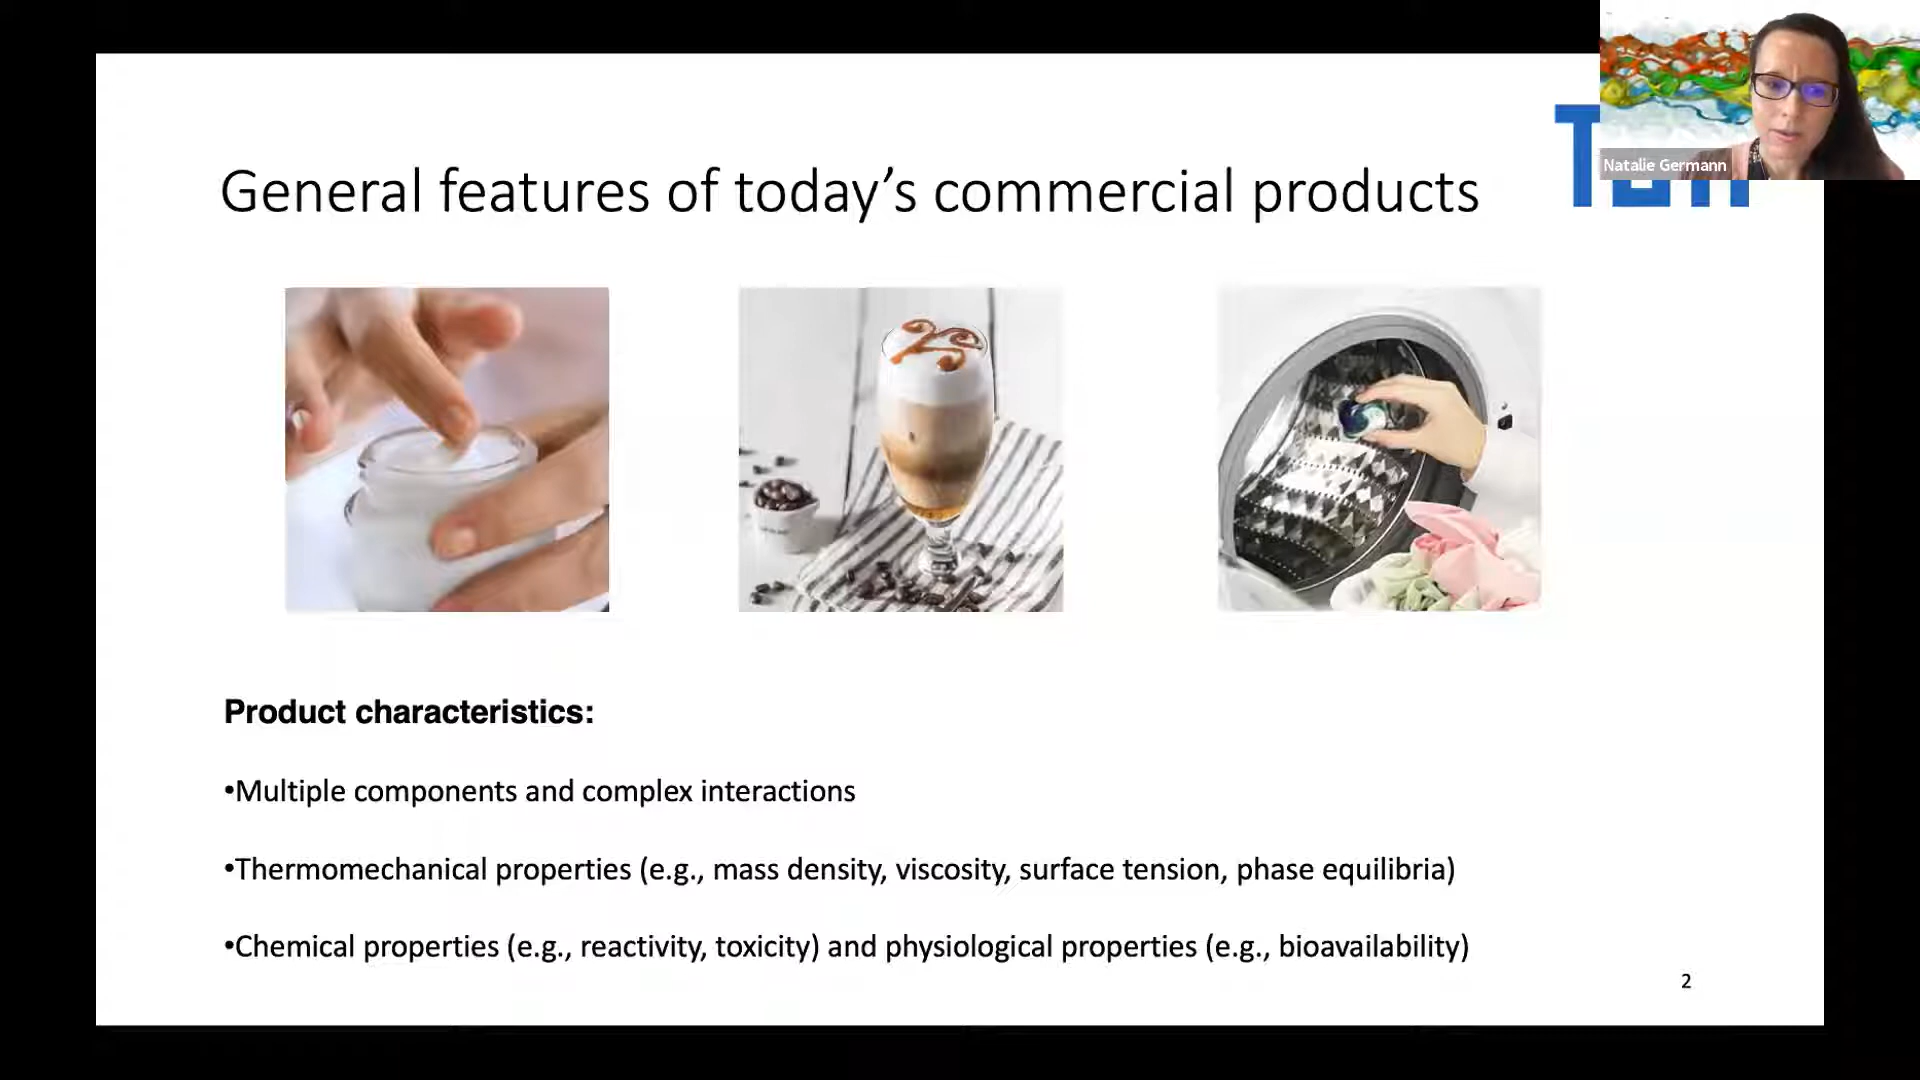 Natalie Germann
General features of today’s commercial products
Product characteristics:
•Multiple components and complex interactions
•Thermomechanical properties (e.g., mass density, viscosity, surface tension, phase equilibria)
•Chemical properties (e.g., reactivity, toxicity) and physiological properties (e.g., bioavailability)
2